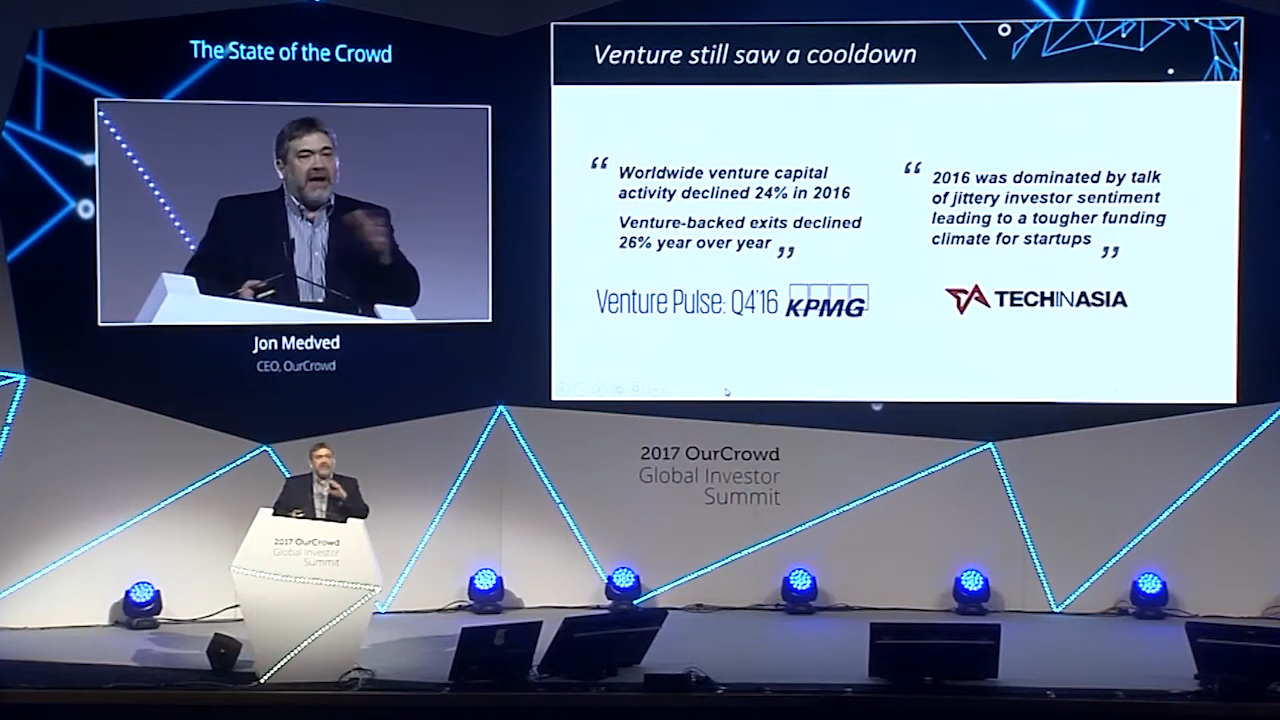 The State of the Crowd
Jon Medved
CEO, OurCrowd
Venture still saw a cooldown
“ Worldwide venture capital
activity declined 24% in 2016
Venture-backed exits declined
26% year over year ”
Venture Pulse: Q4'16 KPMG
“ 2016 was dominated by talk
of jittery investor sentiment
leading to a tougher funding
climate for startups ”
TECHINASIA
2017 OurCrowd
Global Investor
Summit
2017 OurCrowd
Global Investor
Summit